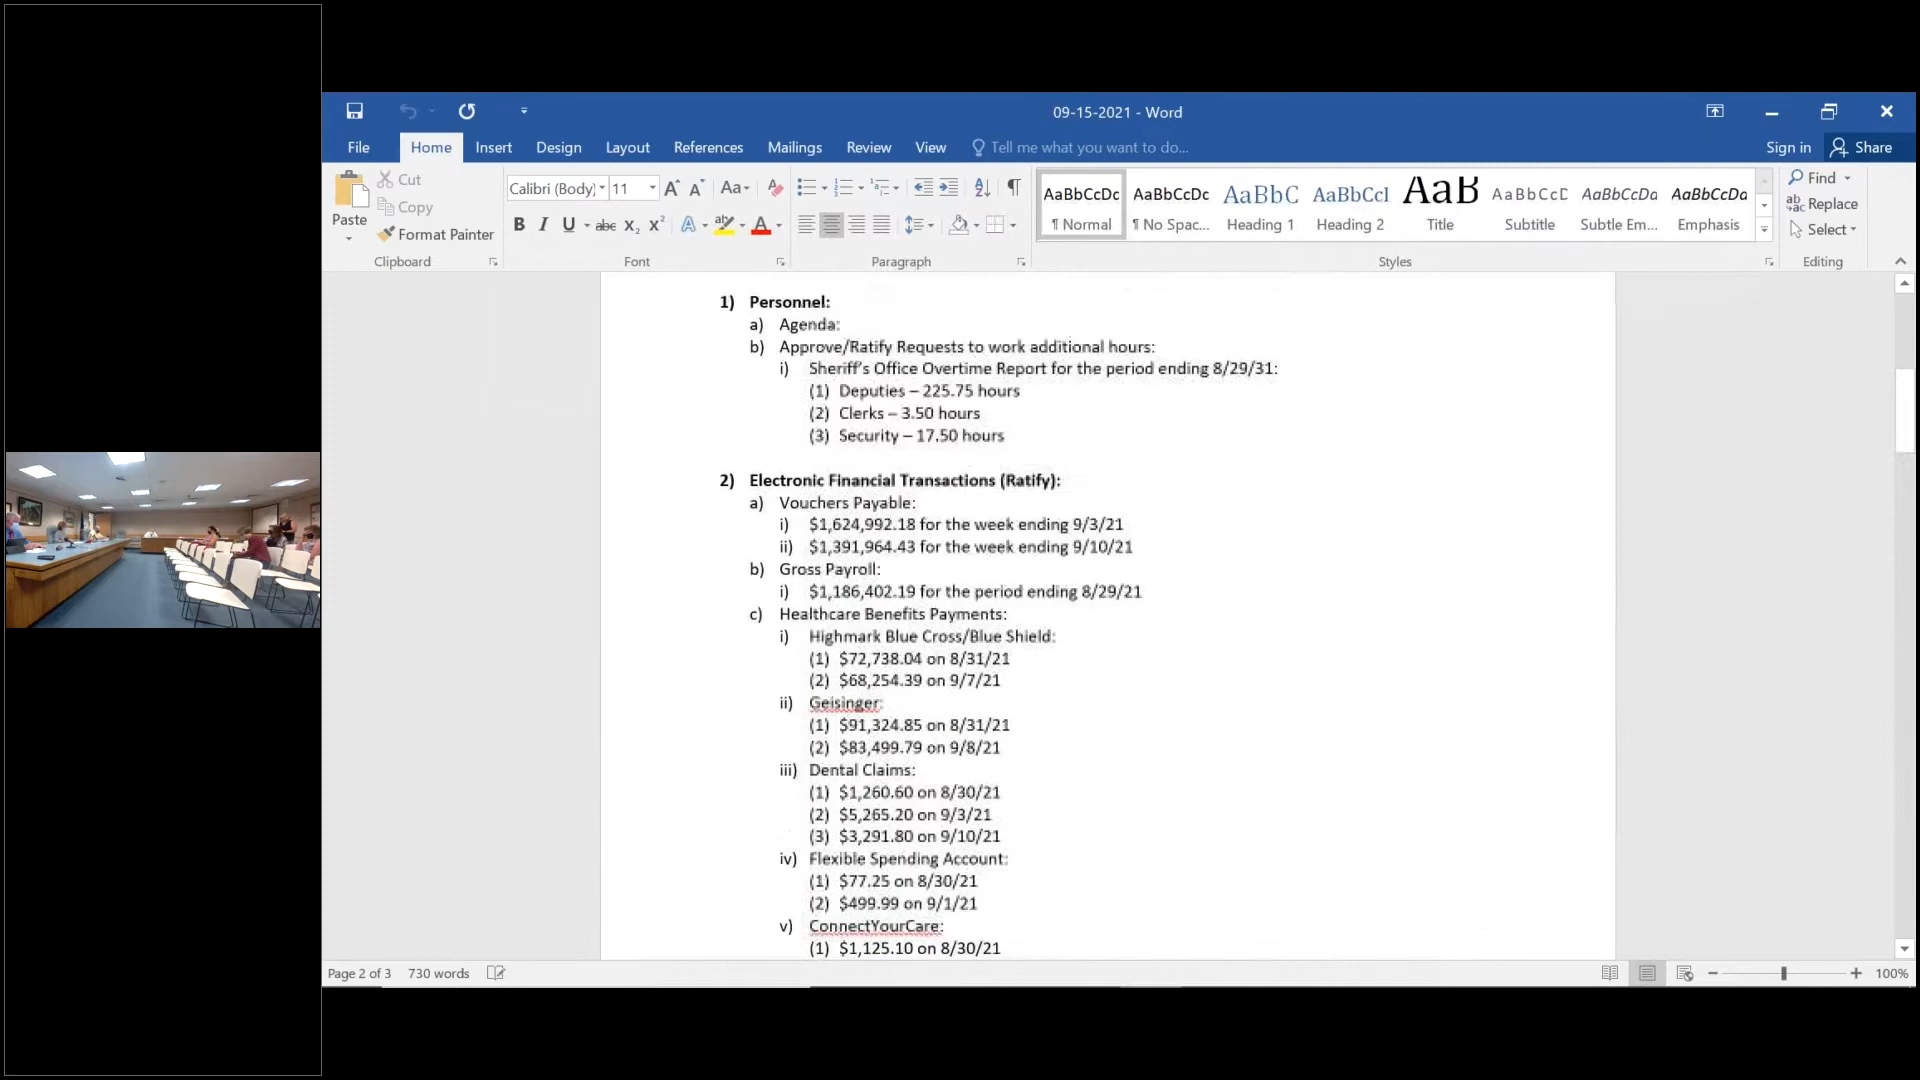 09-15-2021 - Word
File Home Insert Design Layout References Mailings Review View Tell me what you want to do... Sign in Share
Paste
Cut
Copy
Format Painter
Clipboard
Calibri (Body) 11
Font
Paragraph
AaBbCcDc AaBbCcDc AaBbC AaBbCcI AaB AaBbCcD AaBbCcDa AaBbCcDa
¶ Normal ¶ No Spac... Heading 1 Heading 2 Title Subtitle Subtle Em... Emphasis
Styles
Find
Replace
Select
Editing
1) Personnel:
a) Agenda:
b) Approve/Ratify Requests to work additional hours:
i) Sheriff's Office Overtime Report for the period ending 8/29/31:
(1) Deputies – 225.75 hours
(2) Clerks – 3.50 hours
(3) Security – 17.50 hours
2) Electronic Financial Transactions (Ratify):
a) Vouchers Payable:
i) $1,624,992.18 for the week ending 9/3/21
ii) $1,391,964.43 for the week ending 9/10/21
b) Gross Payroll:
i) $1,186,402.19 for the period ending 8/29/21
c) Healthcare Benefits Payments:
i) Highmark Blue Cross/Blue Shield:
(1) $72,738.04 on 8/31/21
(2) $68,254.39 on 9/7/21
ii) Geisinger:
(1) $91,324.85 on 8/31/21
(2) $83,499.79 on 9/8/21
iii) Dental Claims:
(1) $1,260.60 on 8/30/21
(2) $5,265.20 on 9/3/21
(3) $3,291.80 on 9/10/21
iv) Flexible Spending Account:
(1) $77.25 on 8/30/21
(2) $499.99 on 9/1/21
v) ConnectYourCare:
(1) $1,125.10 on 8/30/21
Page 2 of 3 730 words 100%